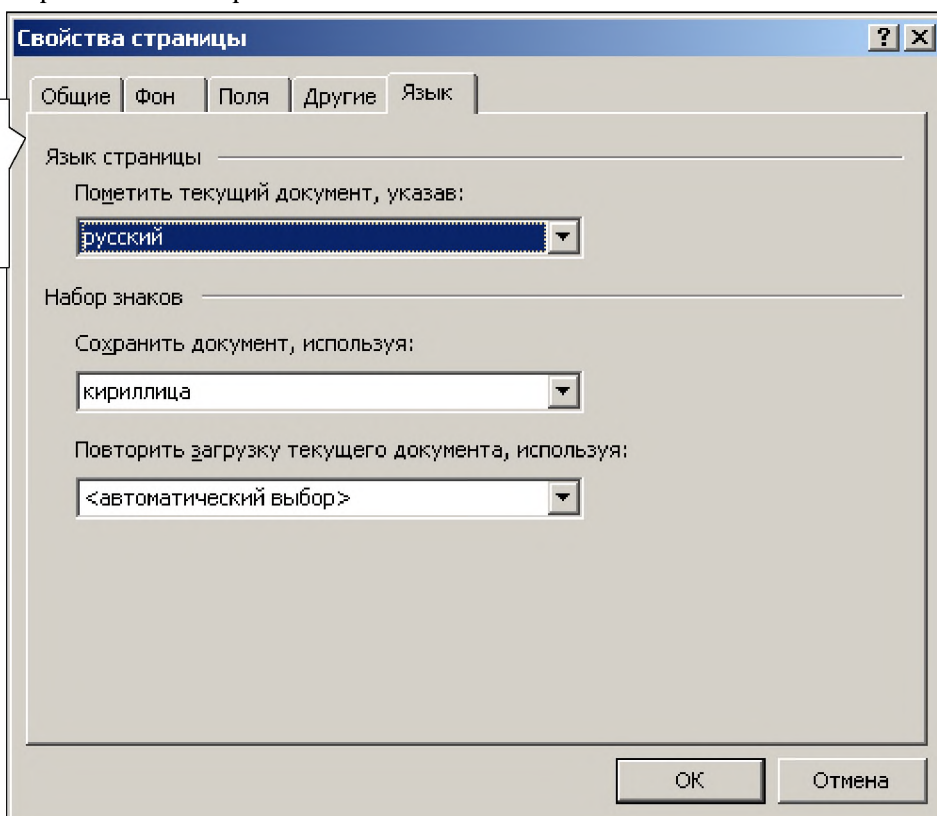 Свойства страницы
Общие Фон Поля Другие Язык
Язык страницы
Пометить текущий документ, указав:
русский
Набор знаков
Сохранить документ, используя:
кириллица
Повторить загрузку текущего документа, используя:
<автоматический выбор>
ОК Отмена